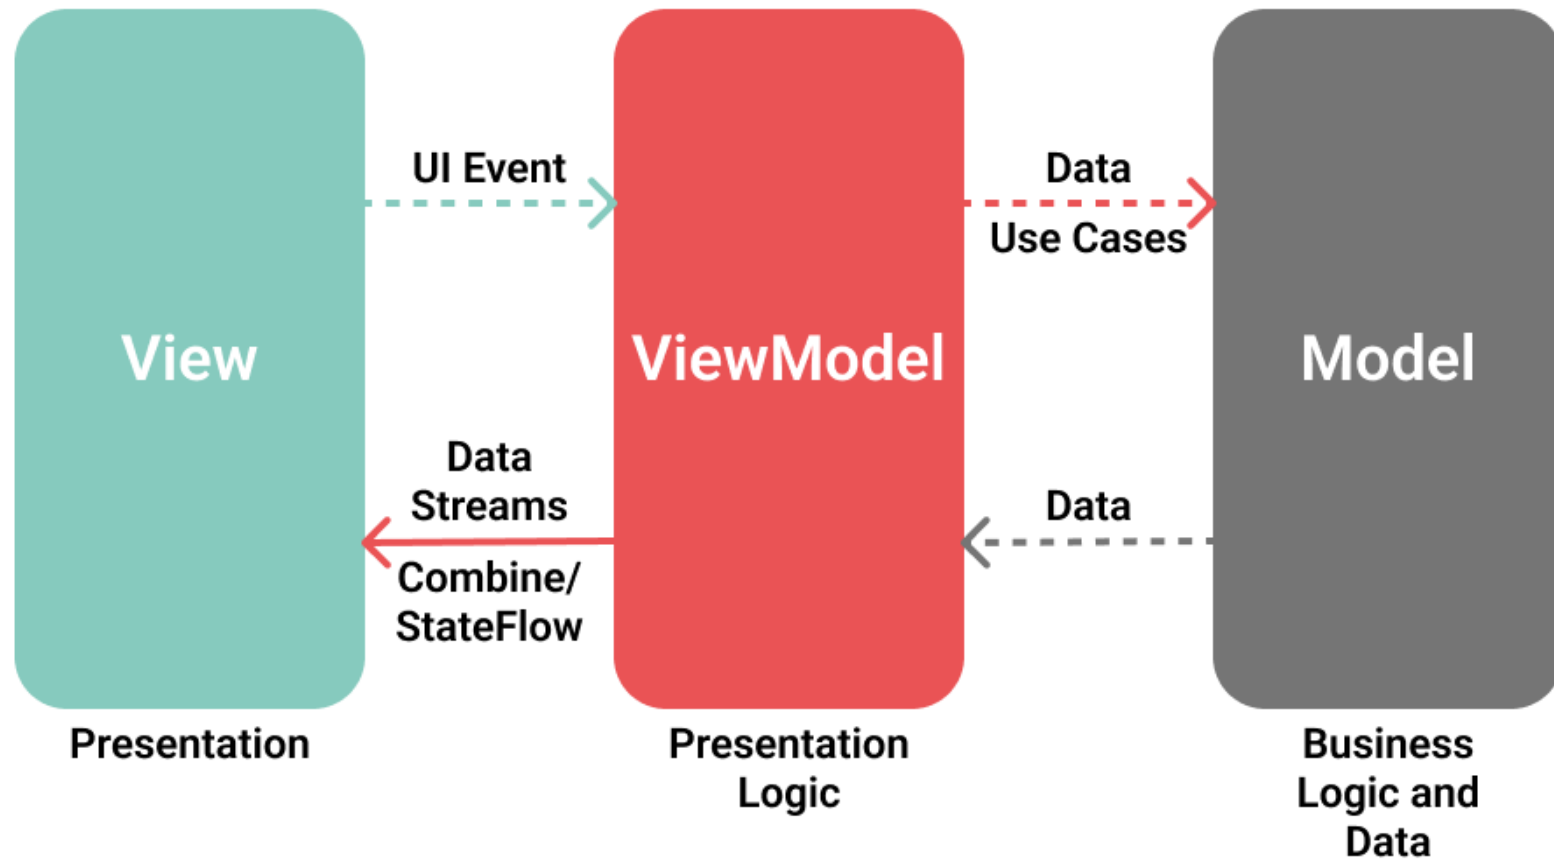 UI Event
Data
Use Cases
View
ViewModel
Model
Data
Streams
Combine/
StateFlow
Data
Presentation
Presentation
Logic
Business
Logic and
Data